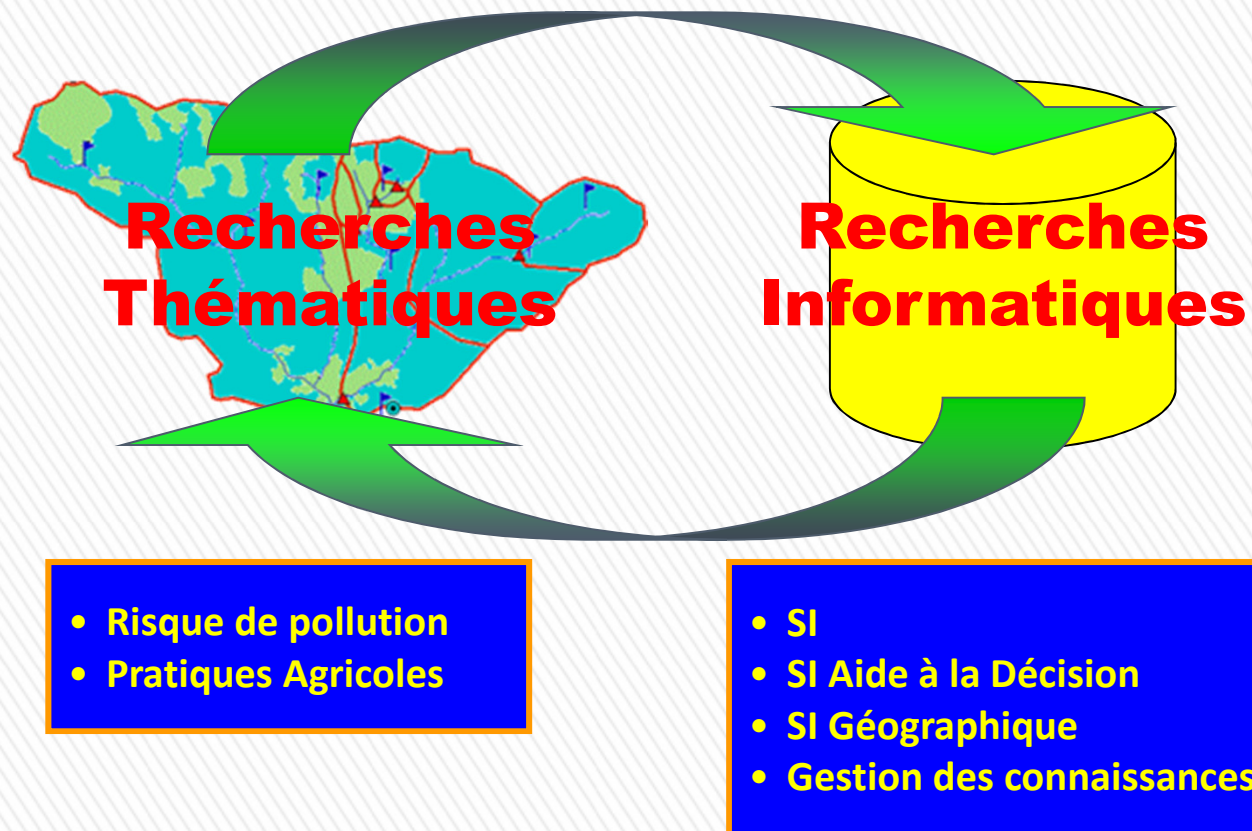 Recherches
Thématiques
Recherches
Informatiques
• Risque de pollution
• Pratiques Agricoles
• SI
• SI Aide à la Décision
• SI Géographique
• Gestion des connaissances